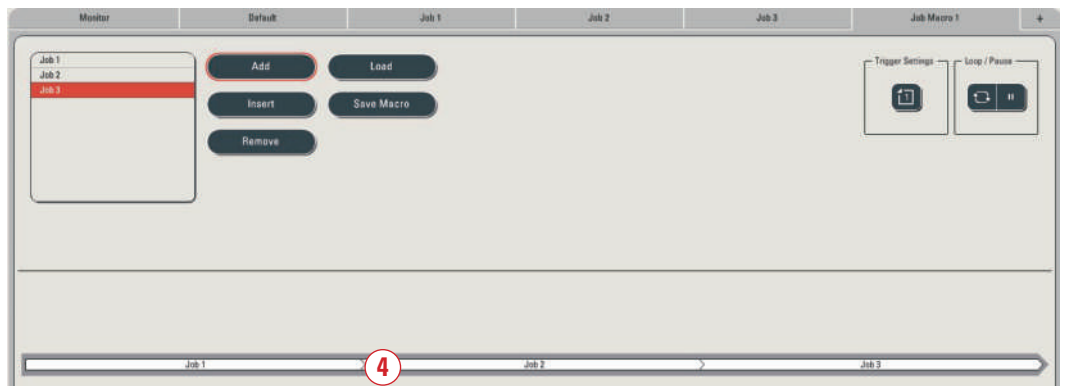 Monitor
Default
Job 1
Job 2
Job 3
Job Macro 1
+
Job 1
Job 2
Job 3
Add
Load
Insert
Save Macro
Remove
Trigger Settings
1
Loop / Pause
Job 1
4
Job 2
Job 3